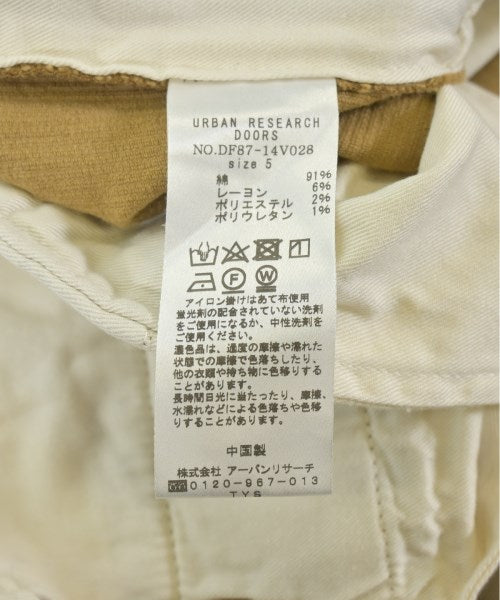 URBAN RESEARCH
DOORS
NO.DF87-14V028
size 5
綿 91%
レーヨン 6%
ポリエステル 2%
ポリウレタン 1%
F W
アイロン掛けはあて布使用
蛍光剤の配合されていない洗剤
をご使用になるか、中性洗剤を
ご使用ください。
濃色品は、過度の摩擦や濡れた
状態での摩擦で色落ちしたり、
他の衣類や持ち物に色移りする
ことがあります。
長時間日光に当たったり、摩擦、
水濡れなどによる色落ちや色移
りすることがあります。
中国製
株式会社 アーバンリサーチ
0120-967-013
TYS